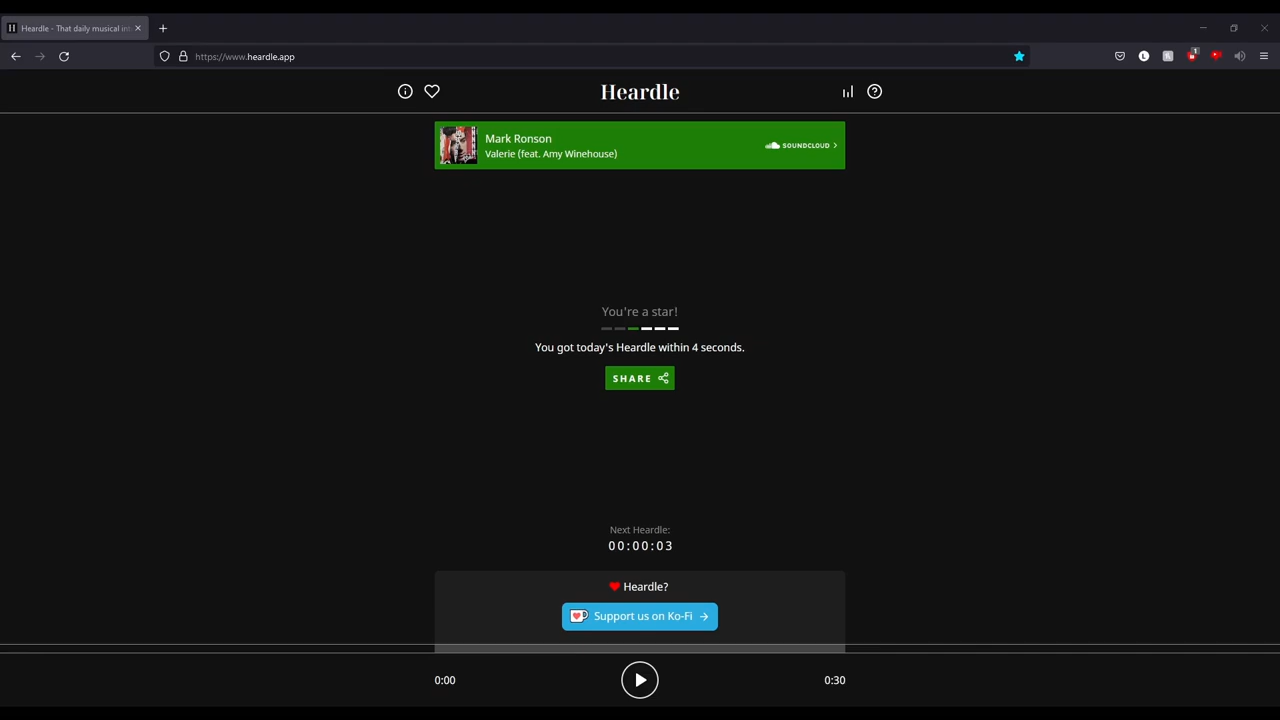 Heardle - That daily musical int
https://www.heardle.app
1
Heardle
Mark Ronson
Valerie (feat. Amy Winehouse)
SOUNDCLOUD
You're a star!
You got today's Heardle within 4 seconds.
SHARE
Next Heardle:
00:00:03
Heardle?
Support us on Ko-Fi
0:00
0:30